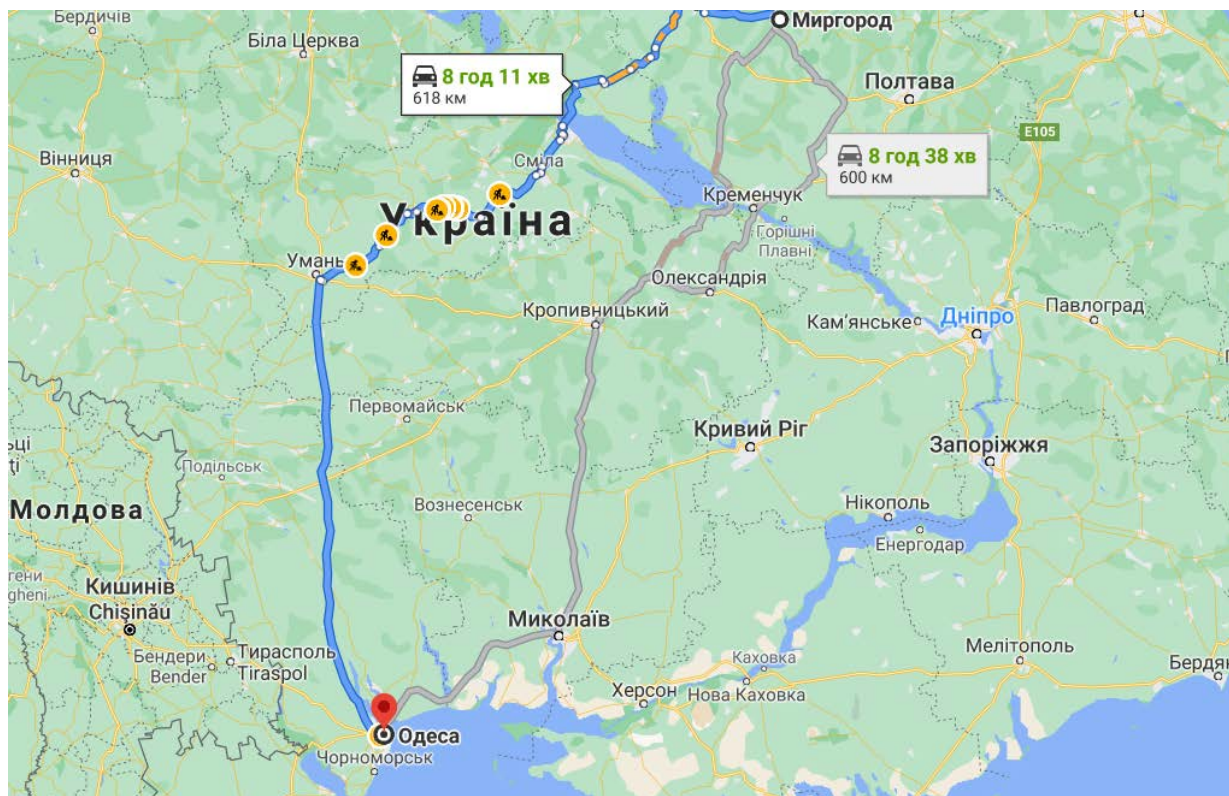 Бердичів
Біла Церква
Миргород
8 год 11 хв
618 км
Полтава
E105
8 год 38 хв
600 км
Вінниця
Сміла
Кременчук
Горішні
Плавні
Україна
Умань
Олександрія
Кропивницький
Кам'янське
Дніпро
Павлоград
Первомайськ
Кривий Ріг
Запоріжжя
Подільськ
Вознесенськ
Нікополь
Енергодар
Молдова
Кишинів
Chișinău
Миколаїв
Бендери
Bender
Тирасполь
Tiraspol
Мелітополь
Каховка
Нова Каховка
Херсон
Одеса
Чорноморськ